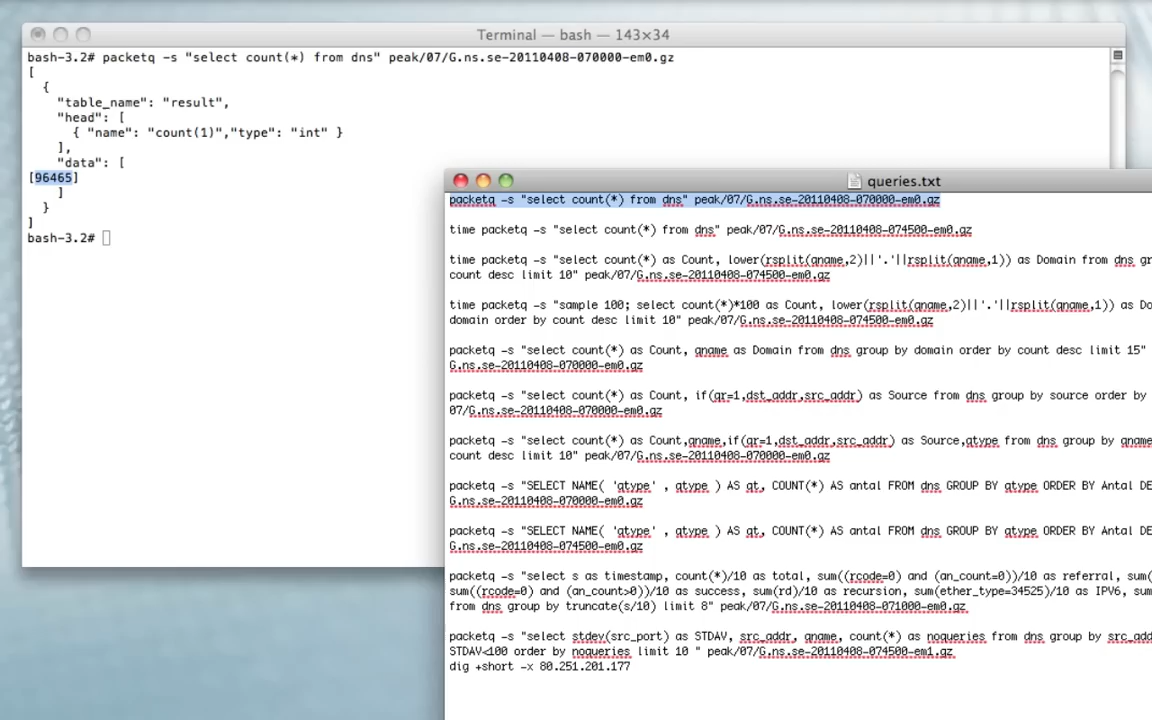 Terminal — bash — 143×34
bash-3.2# packetq -s "select count(*) from dns" peak/07/G.ns.se-20110408-070000-em0.gz
[
{
"table_name": "result",
"head": [
{ "name": "count(1)","type": "int" }
],
"data": [
[96465]
]
}
]
bash-3.2#
queries.txt
packetq -s "select count(*) from dns" peak/07/G.ns.se-20110408-070000-em0.gz
time packetq -s "select count(*) from dns" peak/07/G.ns.se-20110408-074500-em0.gz
time packetq -s "select count(*) as Count, lower(rsplit(qname,2)||'.'||rsplit(qname,1)) as Domain from dns gr
count desc limit 10" peak/07/G.ns.se-20110408-074500-em0.gz
time packetq -s "sample 100; select count(*)*100 as Count, lower(rsplit(qname,2)||'.'||rsplit(qname,1)) as Do
domain order by count desc limit 10" peak/07/G.ns.se-20110408-074500-em0.gz
packetq -s "select count(*) as Count, qname as Domain from dns group by domain order by count desc limit 15"
G.ns.se-20110408-070000-em0.gz
packetq -s "select count(*) as Count, if(qr=1,dst_addr,src_addr) as Source from dns group by source order by
07/G.ns.se-20110408-070000-em0.gz
packetq -s "select count(*) as Count,qname,if(qr=1,dst_addr,src_addr) as Source,qtype from dns group by qname
count desc limit 10" peak/07/G.ns.se-20110408-070000-em0.gz
packetq -s "SELECT NAME( 'qtype' , qtype ) AS qt, COUNT(*) AS antal FROM dns GROUP BY qtype ORDER BY Antal DE
G.ns.se-20110408-070000-em0.gz
packetq -s "SELECT NAME( 'qtype' , qtype ) AS qt, COUNT(*) AS antal FROM dns GROUP BY qtype ORDER BY Antal DE
G.ns.se-20110408-074500-em0.gz
packetq -s "select s as timestamp, count(*)/10 as total, sum((rcode=0) and (an_count=0))/10 as referral, sum(
sum((rcode=0) and (an_count>0))/10 as success, sum(rd)/10 as recursion, sum(ether_type=34525)/10 as IPV6, sum
from dns group by truncate(s/10) limit 8" peak/07/G.ns.se-20110408-071000-em0.gz
packetq -s "select stdev(src_port) as STDAV, src_addr, qname, count(*) as noqueries from dns group by src_add
STDAV<100 order by noqueries limit 10 " peak/07/G.ns.se-20110408-074500-em1.gz
dig +short -x 80.251.201.177